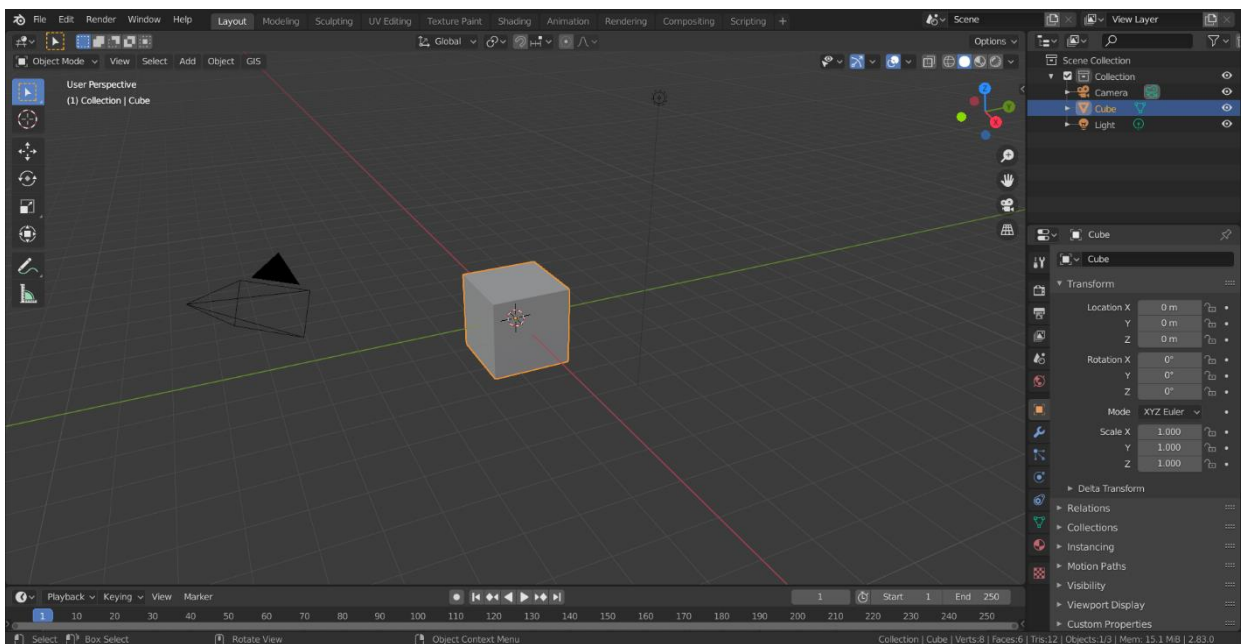 File Edit Render Window Help Layout Modeling Sculpting UV Editing Texture Paint Shading Animation Rendering Compositing Scripting + Scene View Layer
Global Options
Object Mode View Select Add Object GIS
User Perspective
(1) Collection | Cube
Z
Y
X
Scene Collection
Collection
Camera
Cube
Light
Cube
Cube
Transform
Location X 0 m
Y 0 m
Z 0 m
Rotation X 0°
Y 0°
Z 0°
Mode XYZ Euler
Scale X 1.000
Y 1.000
Z 1.000
Delta Transform
Relations
Collections
Instancing
Motion Paths
Visibility
Viewport Display
Custom Properties
Playback Keying View Marker 1 Start 1 End 250
1 10 20 30 40 50 60 70 80 90 100 110 120 130 140 150 160 170 180 190 200 210 220 230 240 250
Select Box Select Rotate View Object Context Menu Collection | Cube | Verts:8 | Faces:6 | Tris:12 | Objects:1/3 | Mem: 15.1 MiB | 2.83.0